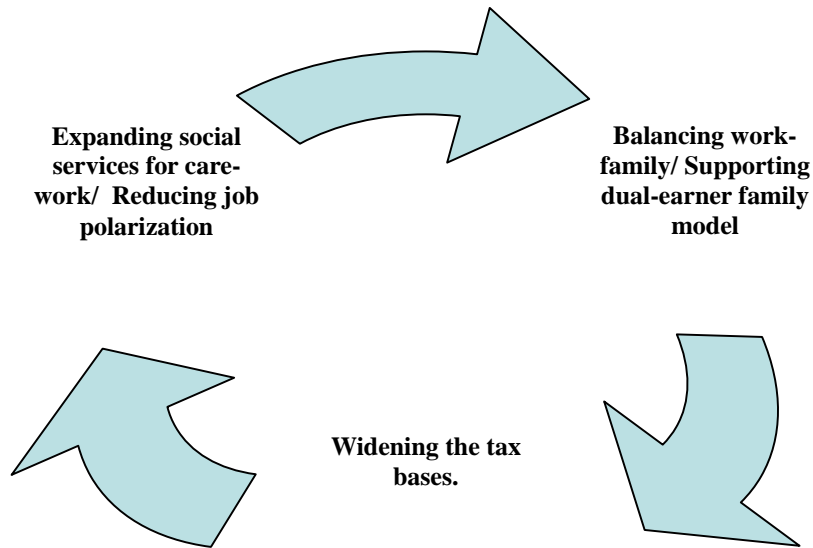 Expanding social
services for care-
work/  Reducing job
polarization
Balancing work-
family/ Supporting
dual-earner family
model
Widening the tax
bases.